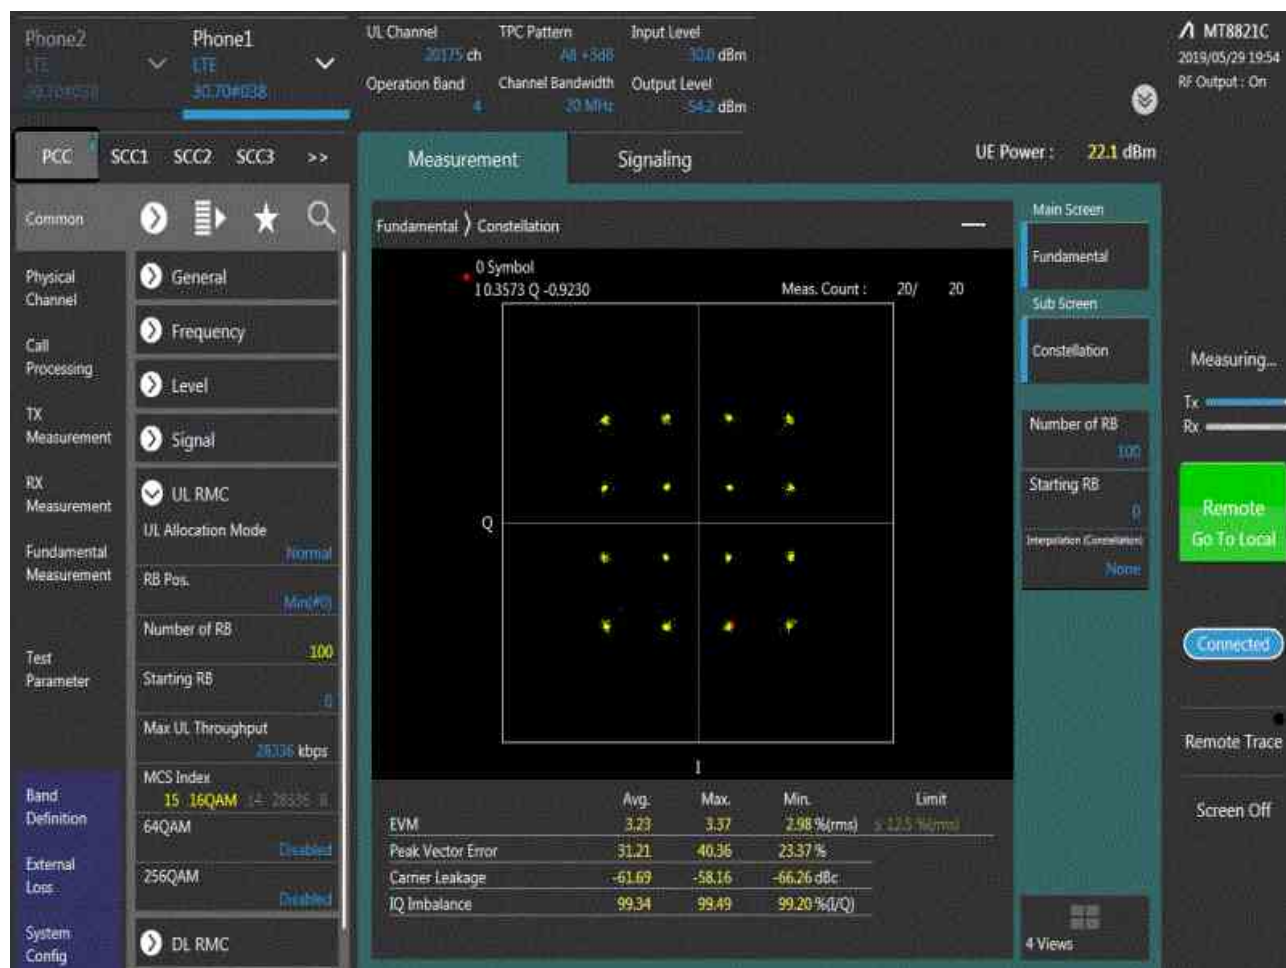 Phone2
LTE
30.70#038
Phone1
LTE
30.70#038
UL Channel
20175 ch
TPC Pattern
All +3dB
Input Level
30.0 dBm
Operation Band
4
Channel Bandwidth
20 MHz
Output Level
-54.2 dBm
MT8821C
2019/05/29 19:54
RF Output : On
PCC
SCC1
SCC2
SCC3
>>
Measurement
Signaling
UE Power : 22.1 dBm
Common
Physical
Channel
Call
Processing
TX
Measurement
RX
Measurement
Fundamental
Measurement
Test
Parameter
Band
Definition
External
Loss
System
Config
General
Frequency
Level
Signal
UL RMC
UL Allocation Mode
Normal
RB Pos.
Min(#0)
Number of RB
100
Starting RB
0
Max UL Throughput
28336 kbps
MCS Index
15 16QAM 14 28336
64QAM
Disabled
256QAM
Disabled
DL RMC
Fundamental 〉 Constellation
0 Symbol
I 0.3573 Q -0.9230
Meas. Count : 20/ 20
Q
I
Avg. Max. Min. Limit
EVM 3.23 3.37 2.98 %(rms) ≤ 12.5 %(rms)
Peak Vector Error 31.21 40.36 23.37 %
Carrier Leakage -61.69 -58.16 -66.26 dBc
IQ Imbalance 99.34 99.49 99.20 %(I/Q)
Main Screen
Fundamental
Sub Screen
Constellation
Number of RB
100
Starting RB
0
Interpolation (Constellation)
None
4 Views
Measuring...
Tx
Rx
Remote
Go To Local
Connected
Remote Trace
Screen Off